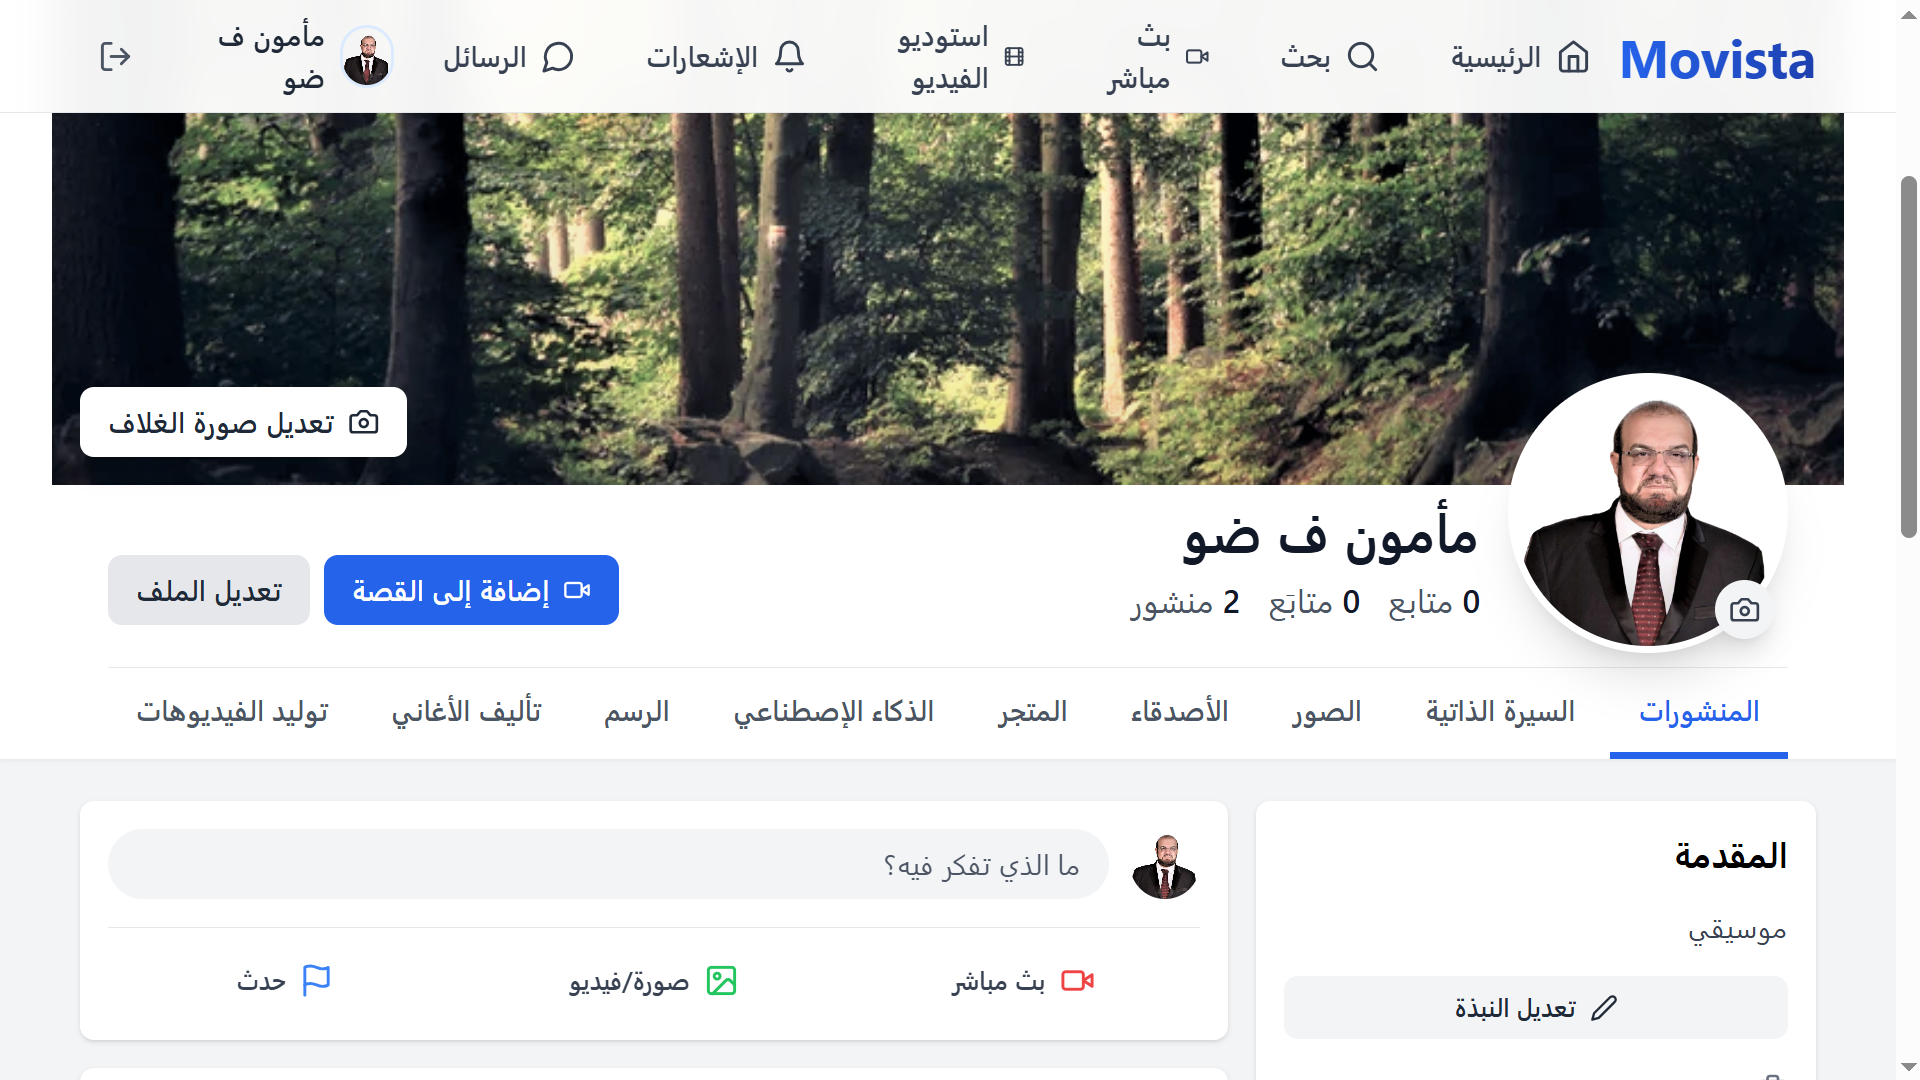 Movista
الرئيسية
بحث
بث
مباشر
استوديو
الفيديو
الإشعارات
الرسائل
مأمون ف
ضو
تعديل صورة الغلاف
مأمون ف ضو
0 متابع 0 متابَع 2 منشور
إضافة إلى القصة
تعديل الملف
المنشورات
السيرة الذاتية
الصور
الأصدقاء
المتجر
الذكاء الإصطناعي
الرسم
تأليف الأغاني
توليد الفيديوهات
المقدمة
موسيقي
تعديل النبذة
ما الذي تفكر فيه؟
بث مباشر
صورة/فيديو
حدث